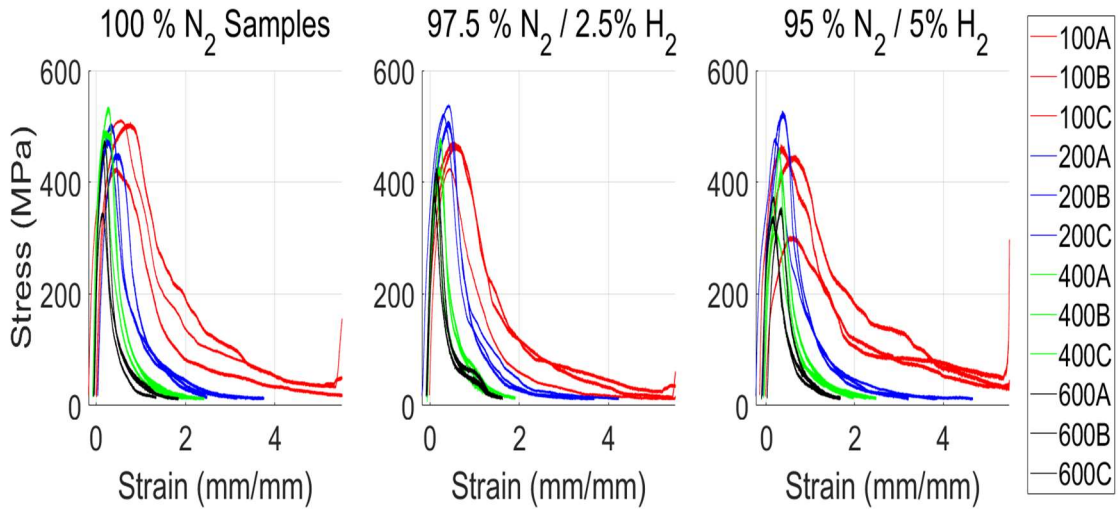 100 % N2 Samples
97.5 % N2 / 2.5% H2
95 % N2 / 5% H2
Stress (MPa)
600
400
200
0
0
2
4
Strain (mm/mm)
600
400
200
0
0
2
4
Strain (mm/mm)
600
400
200
0
0
2
4
Strain (mm/mm)
100A
100B
100C
200A
200B
200C
400A
400B
400C
600A
600B
600C